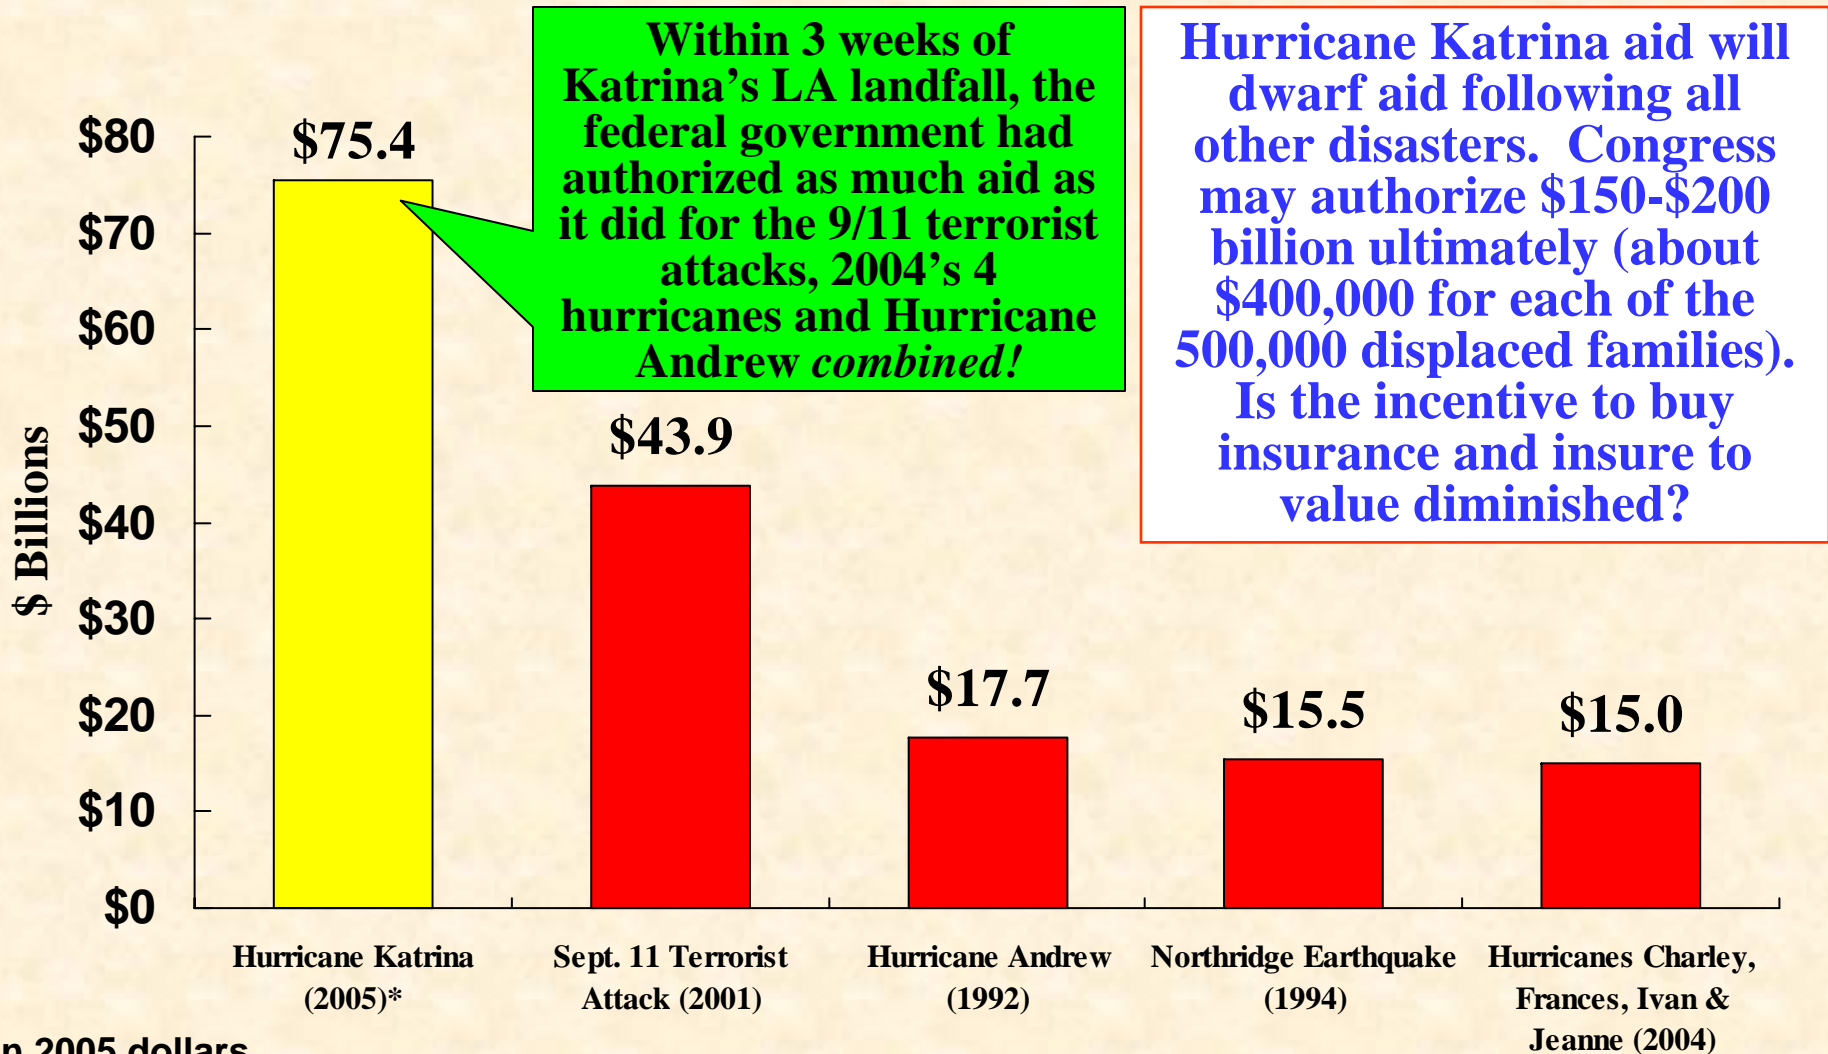 Within 3 weeks of
Katrina’s LA landfall, the
federal government had
authorized as much aid as
it did for the 9/11 terrorist
attacks, 2004’s 4
hurricanes and Hurricane
Andrew combined!
Hurricane Katrina aid will
dwarf aid following all
other disasters. Congress
may authorize $150-$200
billion ultimately (about
$400,000 for each of the
500,000 displaced families).
Is the incentive to buy
insurance and insure to
value diminished?
$ Billions
$80
$70
$60
$50
$40
$30
$20
$10
$0
$75.4
$43.9
$17.7
$15.5
$15.0
Hurricane Katrina
(2005)*
Sept. 11 Terrorist
Attack (2001)
Hurricane Andrew
(1992)
Northridge Earthquake
(1994)
Hurricanes Charley,
Frances, Ivan &
Jeanne (2004)
2005 dollars